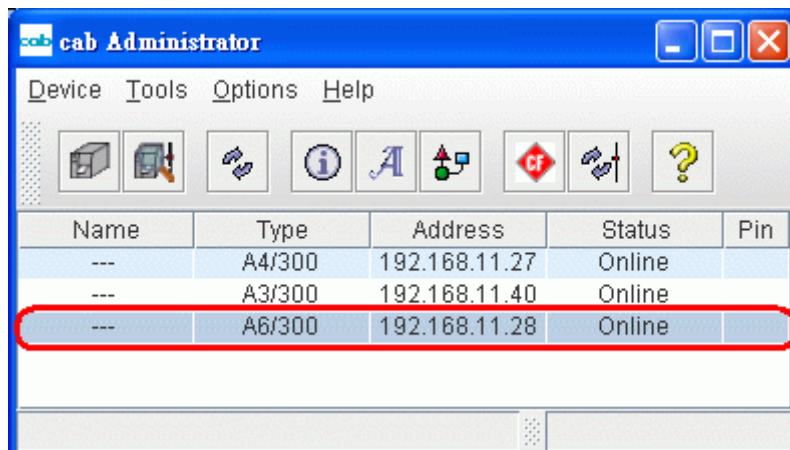 cab cab Administrator
Device Tools Options Help
i A CF ?
Name Type Address Status Pin
--- A4/300 192.168.11.27 Online
--- A3/300 192.168.11.40 Online
--- A6/300 192.168.11.28 Online